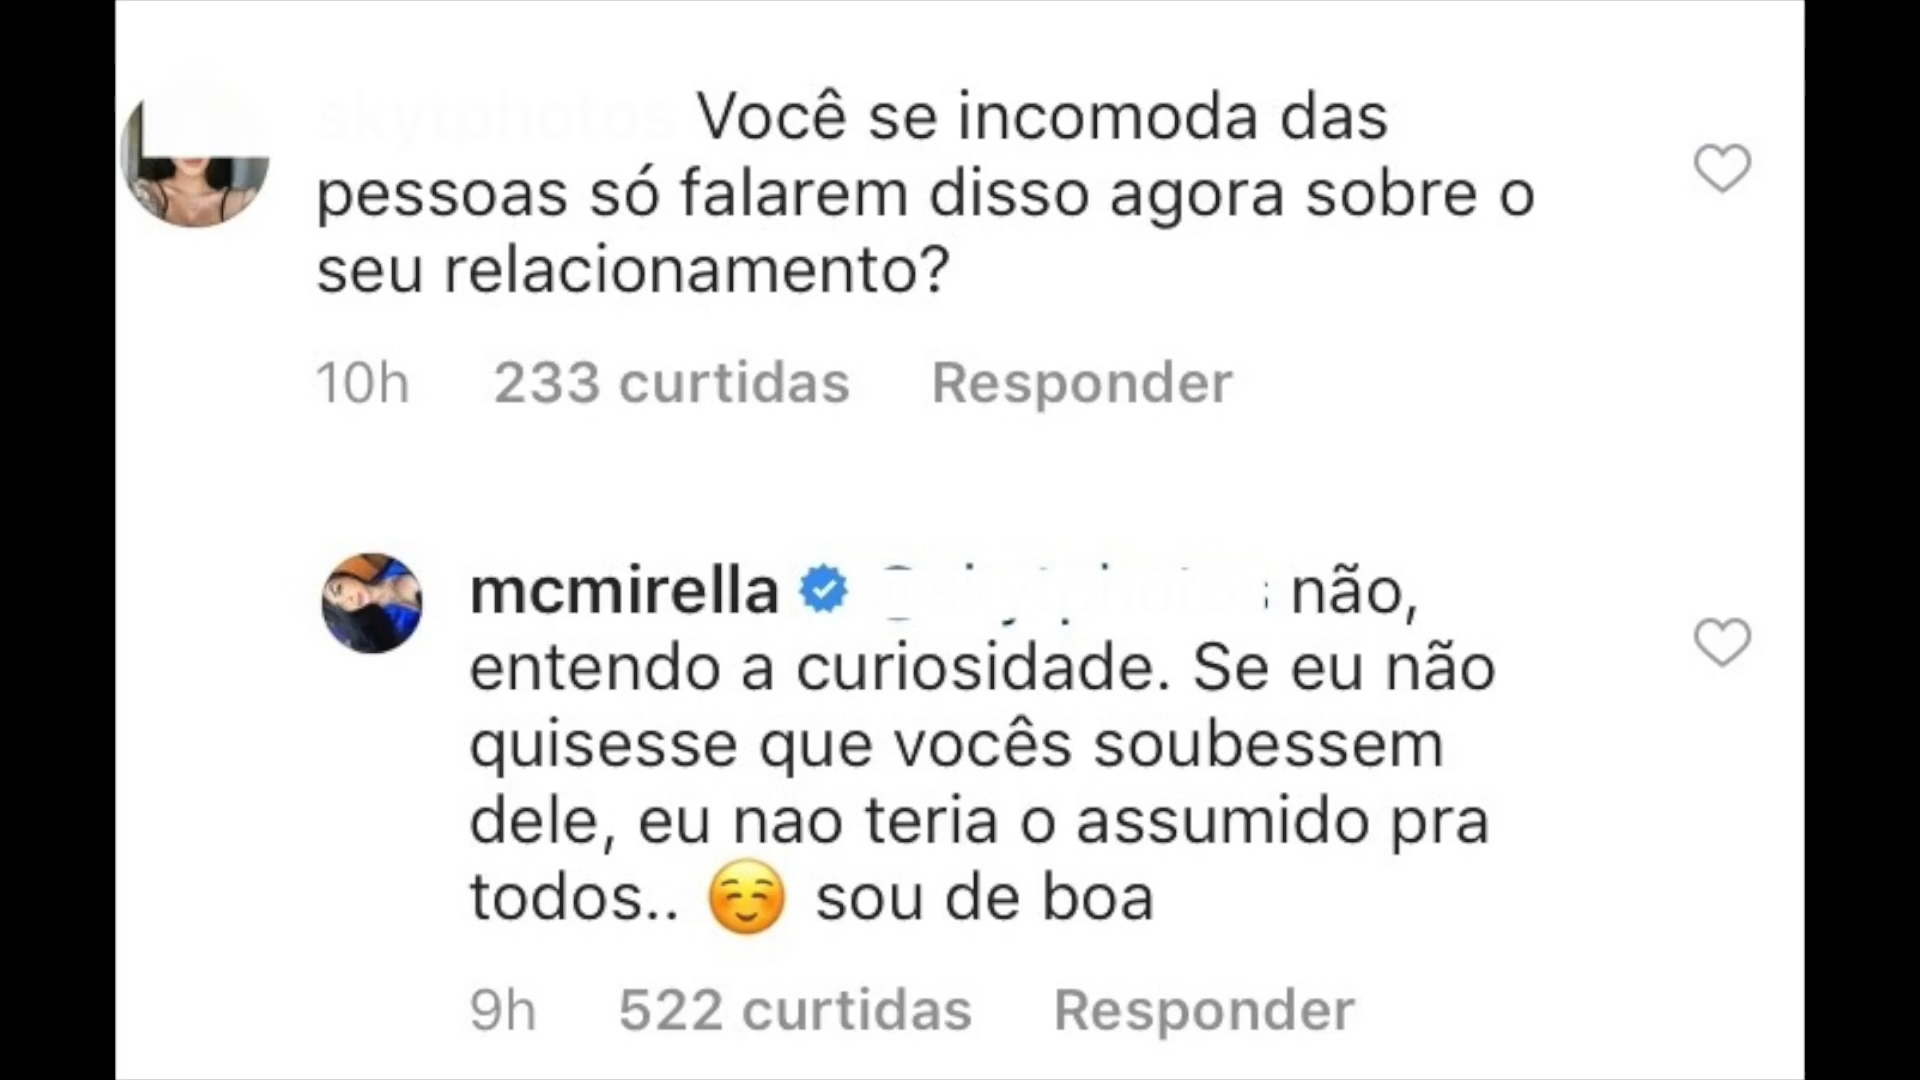 skytphotos Você se incomoda das
pessoas só falarem disso agora sobre o
seu relacionamento?
10h 233 curtidas Responder
mcmirella não,
entendo a curiosidade. Se eu não
quisesse que vocês soubessem
dele, eu nao teria o assumido pra
todos.. ☺️ sou de boa
9h 522 curtidas Responder